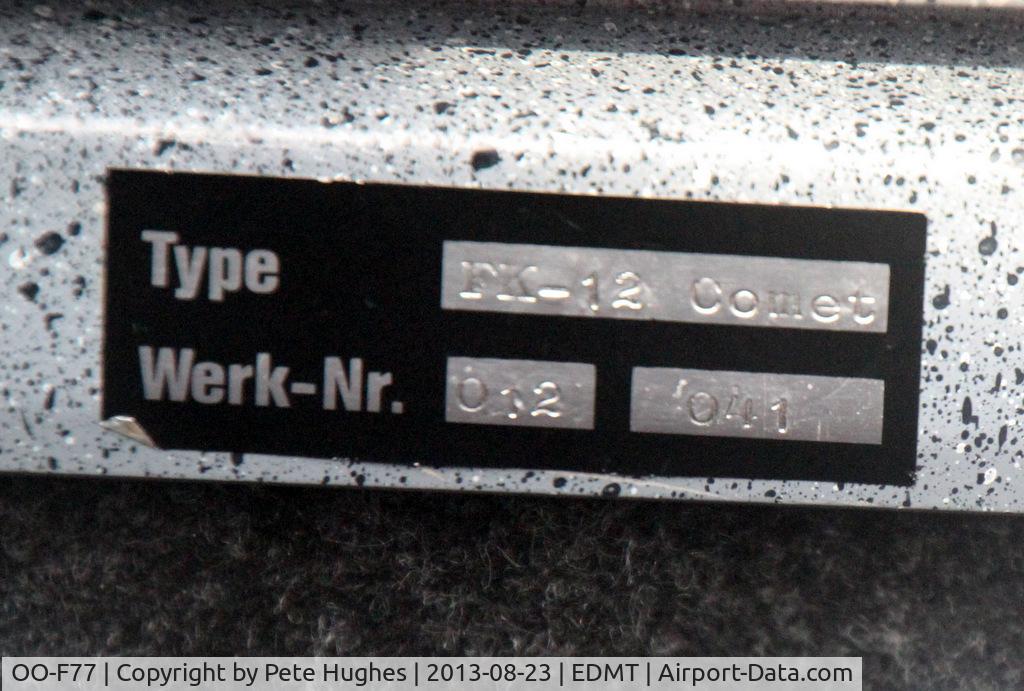 Type FK-12 Comet
Werk-Nr. 012 041
OO-F77 | Copyright by Pete Hughes | 2013-08-23 | EDMT | Airport-Data.com